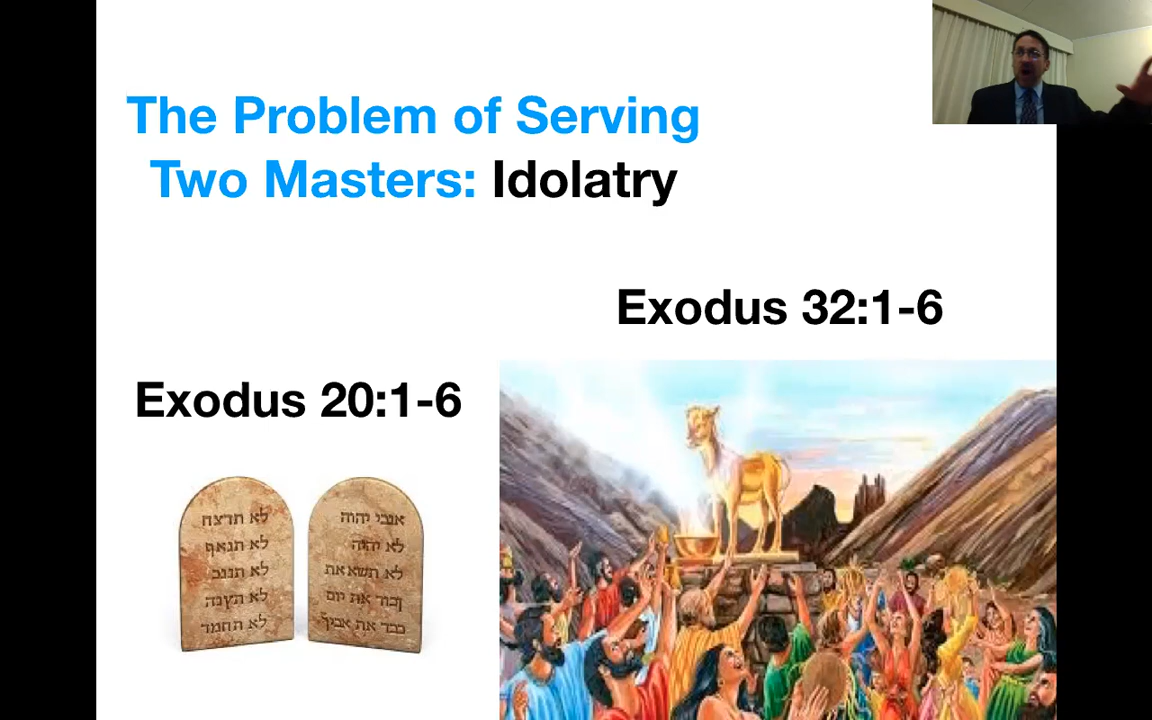 The Problem of Serving
Two Masters: Idolatry
Exodus 32:1-6
Exodus 20:1-6
אנכי יהוה
לא יהיה
לא תשא את
זכור את יום
כבד את אביך
לא תרצח
לא תנאף
לא תגנב
לא תענה
לא תחמד